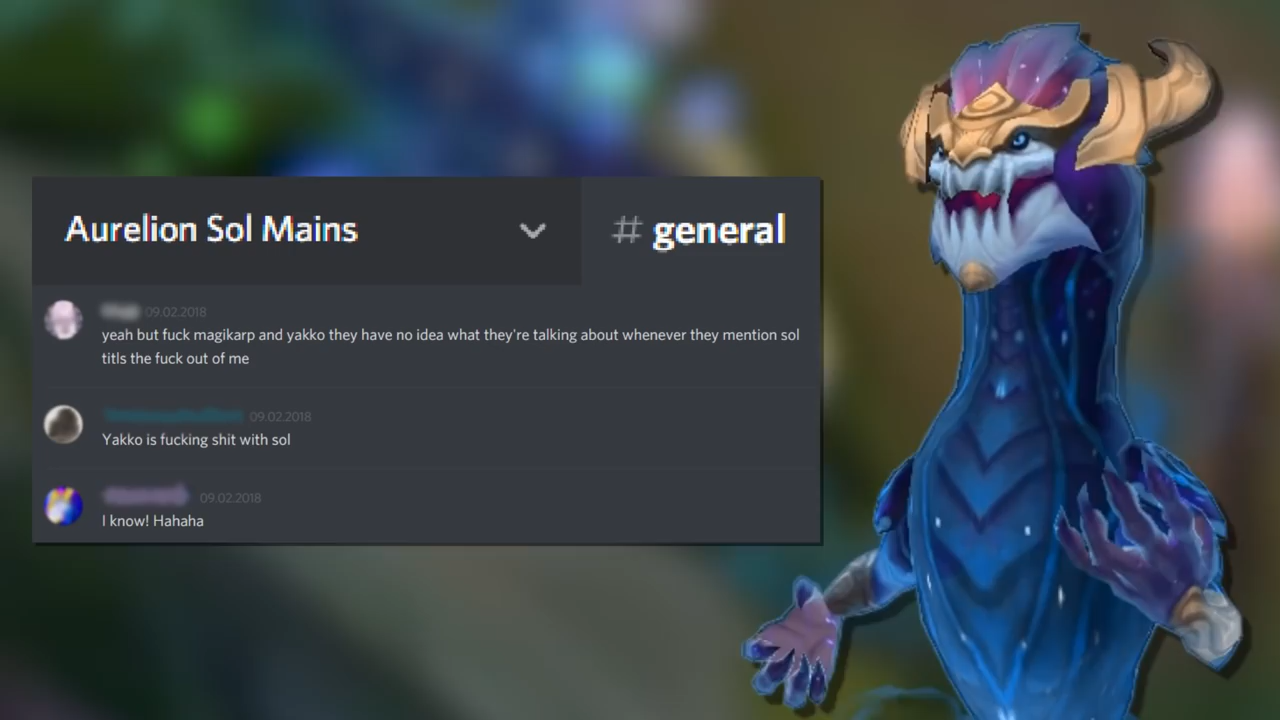 Aurelion Sol Mains
# general
09.02.2018
yeah but fuck magikarp and yakko they have no idea what they're talking about whenever they mention sol
titls the fuck out of me
09.02.2018
Yakko is fucking shit with sol
09.02.2018
I know! Hahaha